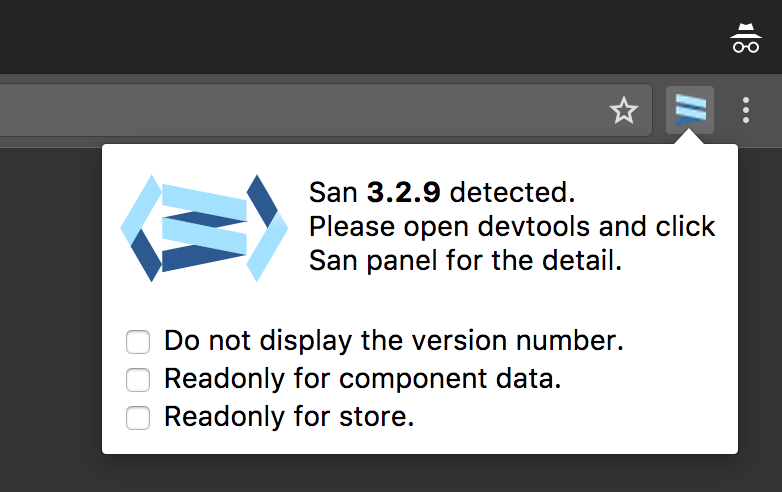 San 3.2.9 detected.
Please open devtools and click
San panel for the detail.
Do not display the version number.
Readonly for component data.
Readonly for store.